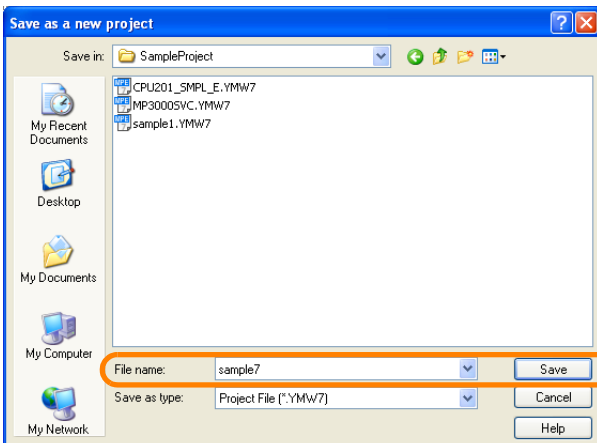 Save as a new project
Save in: SampleProject
My Recent
Documents
Desktop
My Documents
My Computer
My Network
CPU201_SMPL_E.YMW7
MP3000SVC.YMW7
sample1.YMW7
File name: sample7 Save
Save as type: Project File (*.YMW7) Cancel
Help